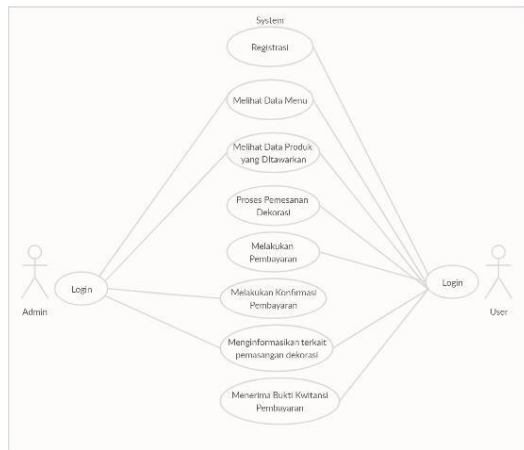 System
Registrasi
Melihat Data Menu
Melihat Data Produk
yang DItawarkan
Proses Pemesanan
Dekorasi
Melakukan
Pembayaran
Login
Admin
Login
User
Melakukan Konfirmasi
Pembayaran
Menginformasikan terkait
pemasangan dekorasi
Menerima Bukti Kwitansi
Pembayaran